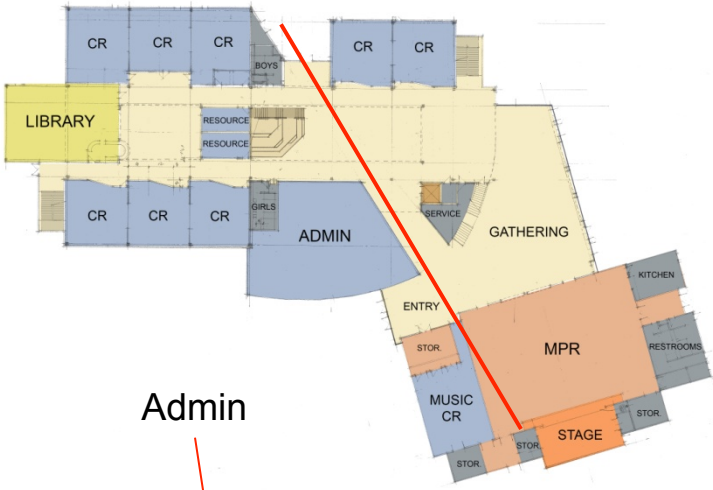 CR
CR
CR
CR
CR
BOYS
LIBRARY
RESOURCE
RESOURCE
CR
CR
CR
GIRLS
ADMIN
SERVICE
GATHERING
ENTRY
KITCHEN
STOR.
MPR
RESTROOMS
MUSIC
CR
STOR.
STAGE
STOR.
STOR.
Admin